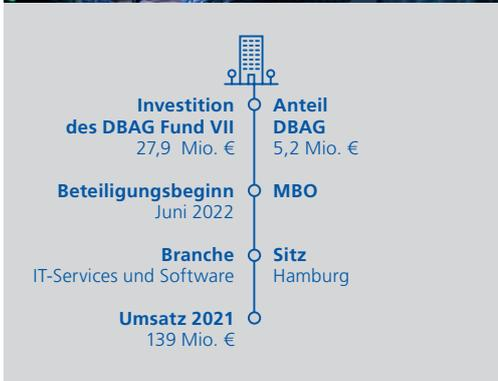 Investition
des DBAG Fund VII
27,9 Mio. €
Anteil
DBAG
5,2 Mio. €
Beteiligungsbeginn
Juni 2022
MBO
Branche
IT-Services und Software
Sitz
Hamburg
Umsatz 2021
139 Mio. €